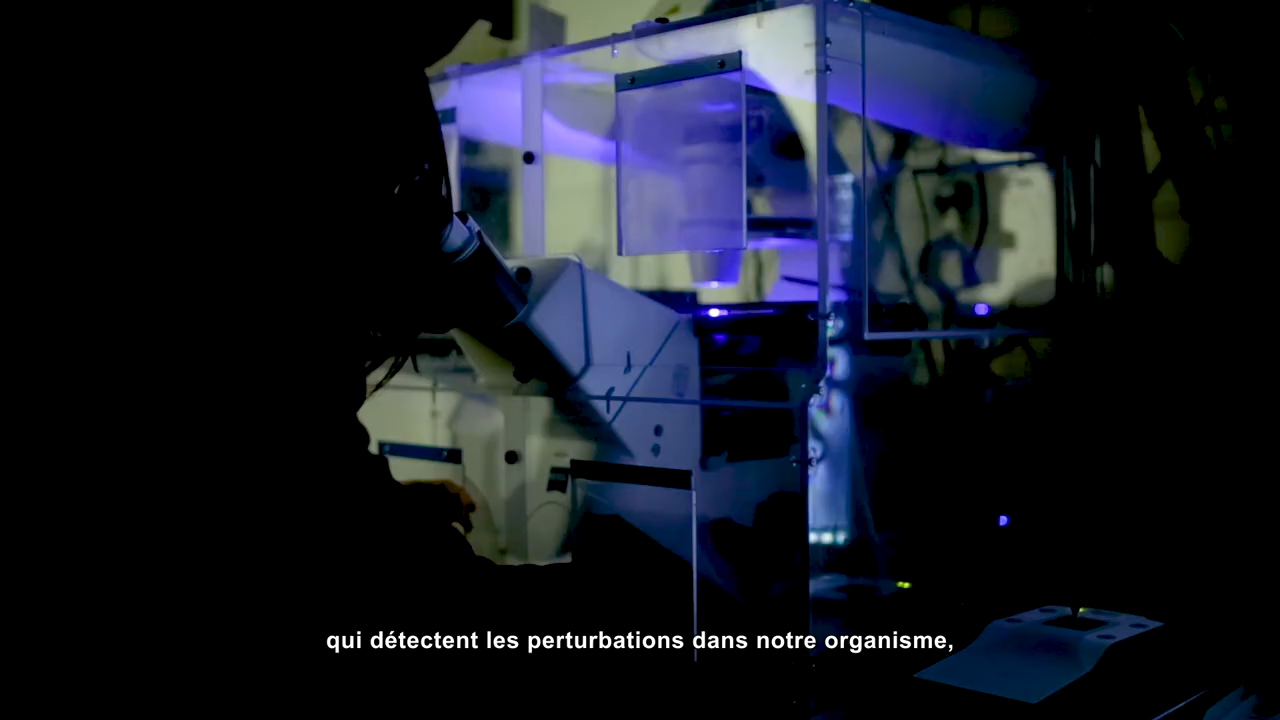 qui détectent les perturbations dans notre organisme,